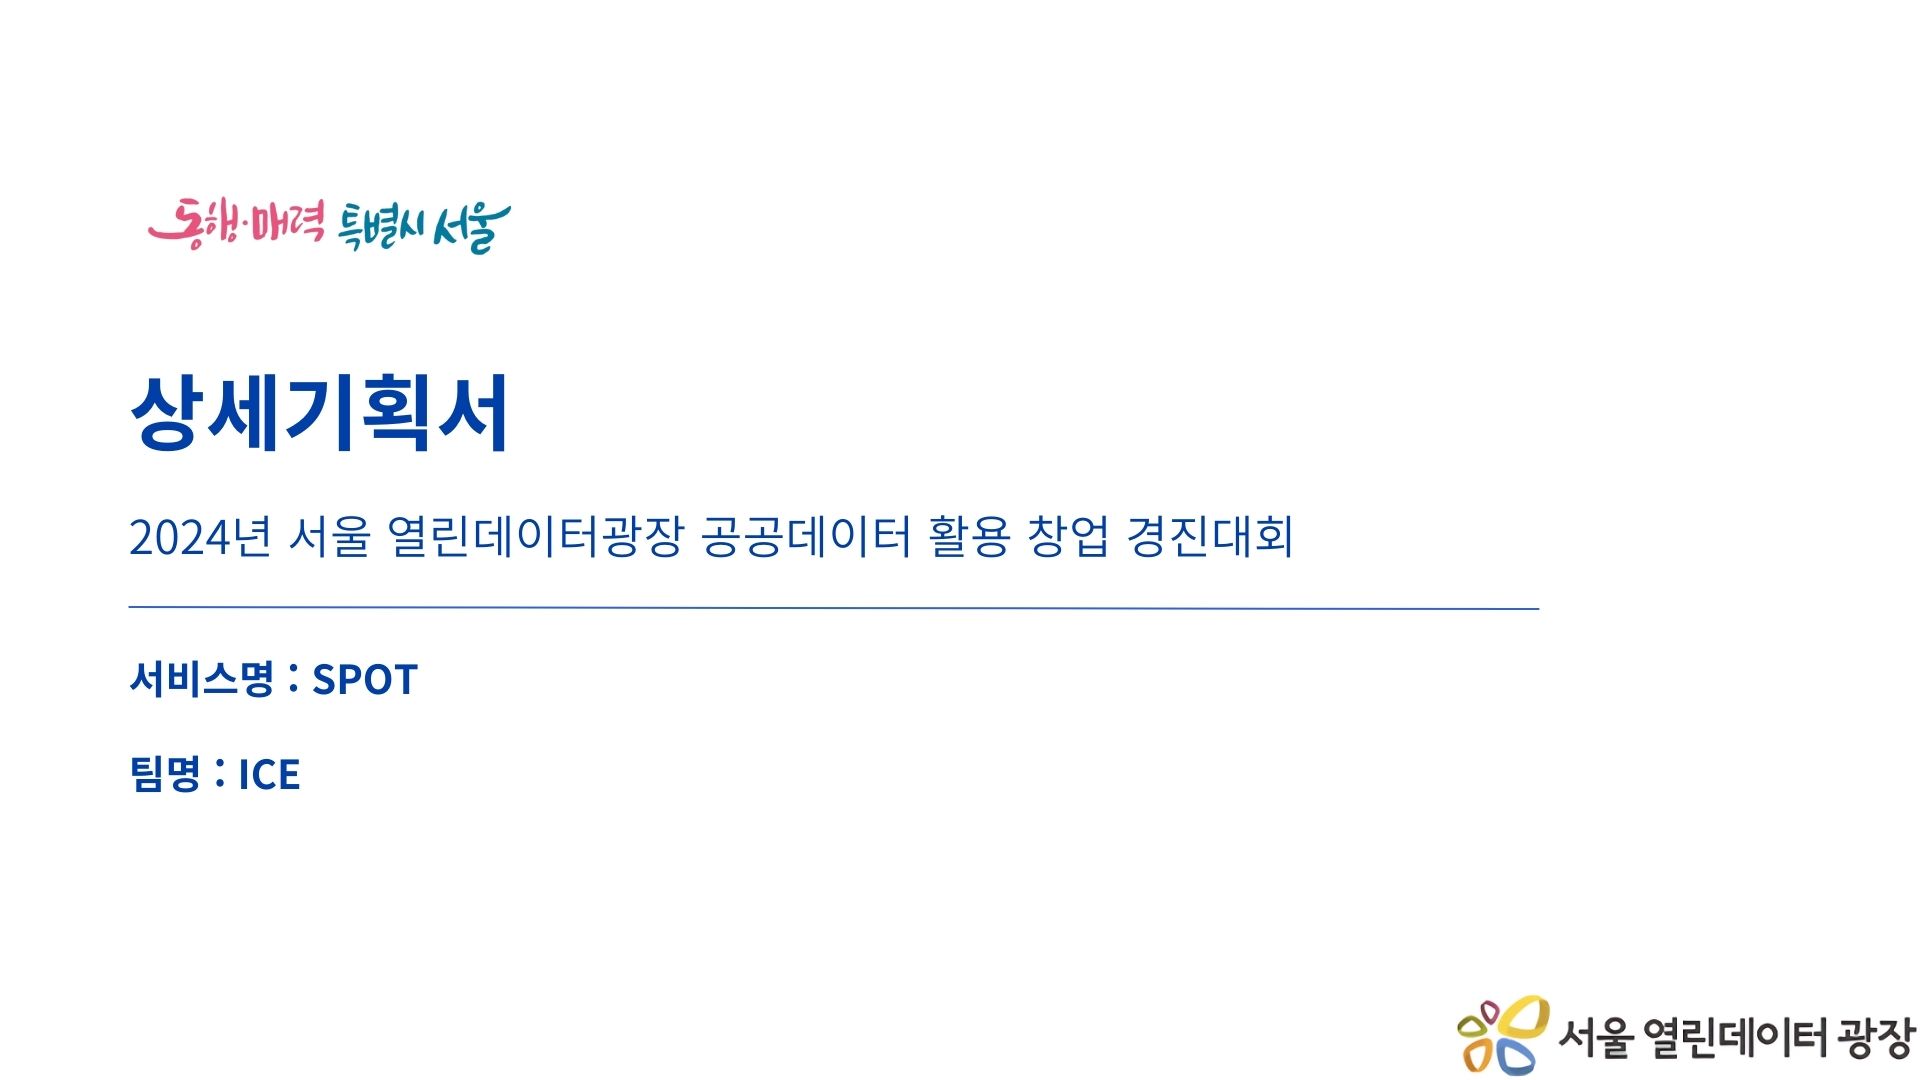 동행·매력 특별시 서울
상세기획서
2024년 서울 열린데이터광장 공공데이터 활용 창업 경진대회
서비스명 : SPOT
팀명 : ICE
서울 열린데이터 광장